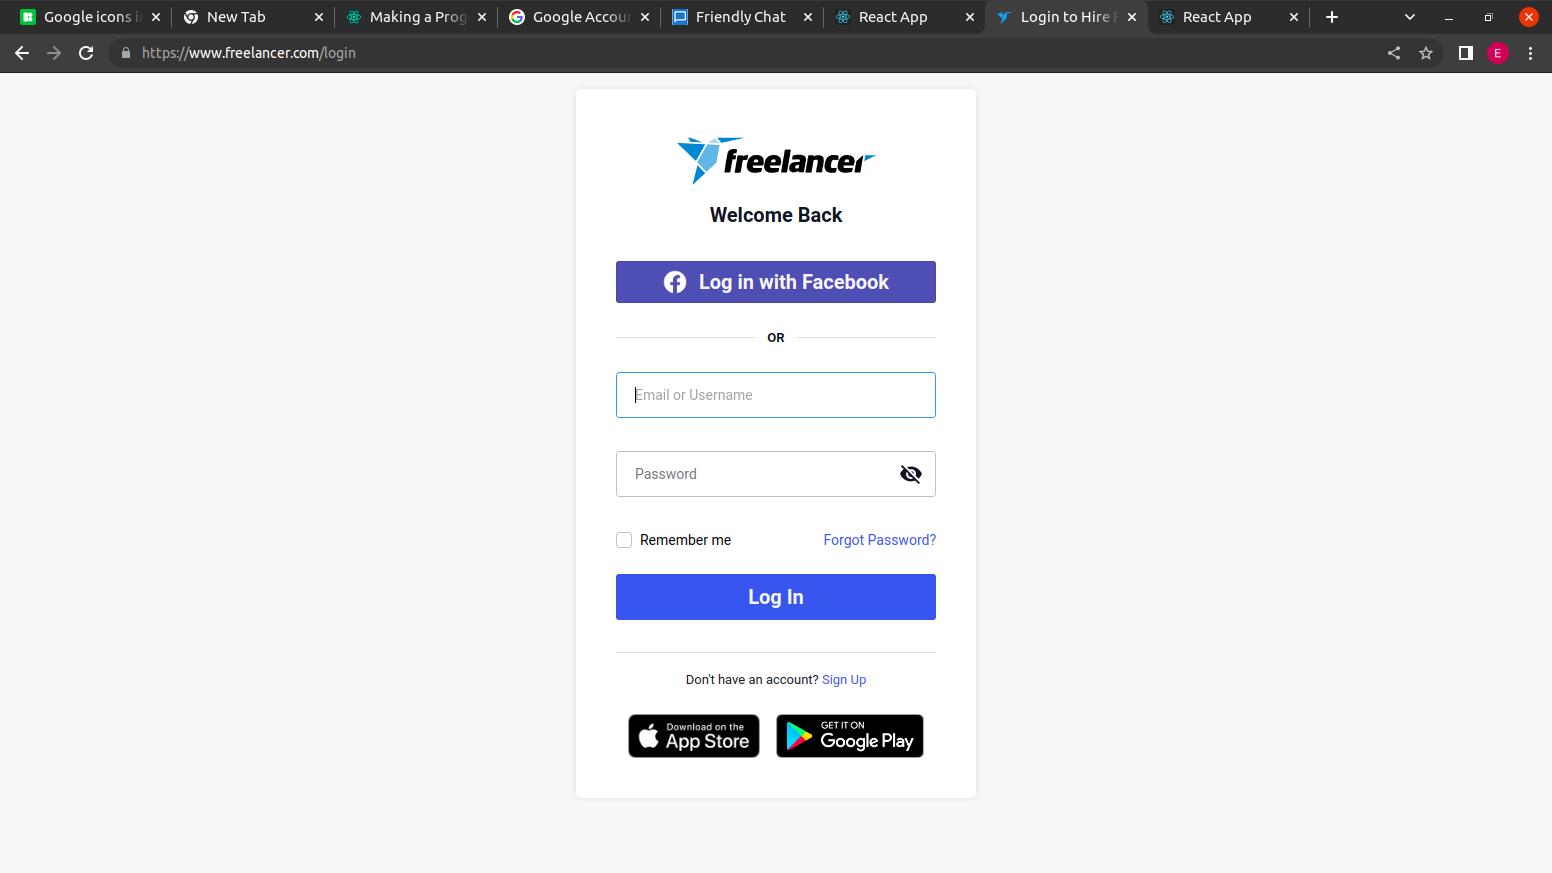 Google icons in
New Tab
Making a Prog
Google Accoun
Friendly Chat
React App
Login to Hire F
React App
https://www.freelancer.com/login
E
freelancer
Welcome Back
Log in with Facebook
OR
Email or Username
Password
Remember me
Forgot Password?
Log In
Don't have an account? Sign Up
Download on the
App Store
GET IT ON
Google Play